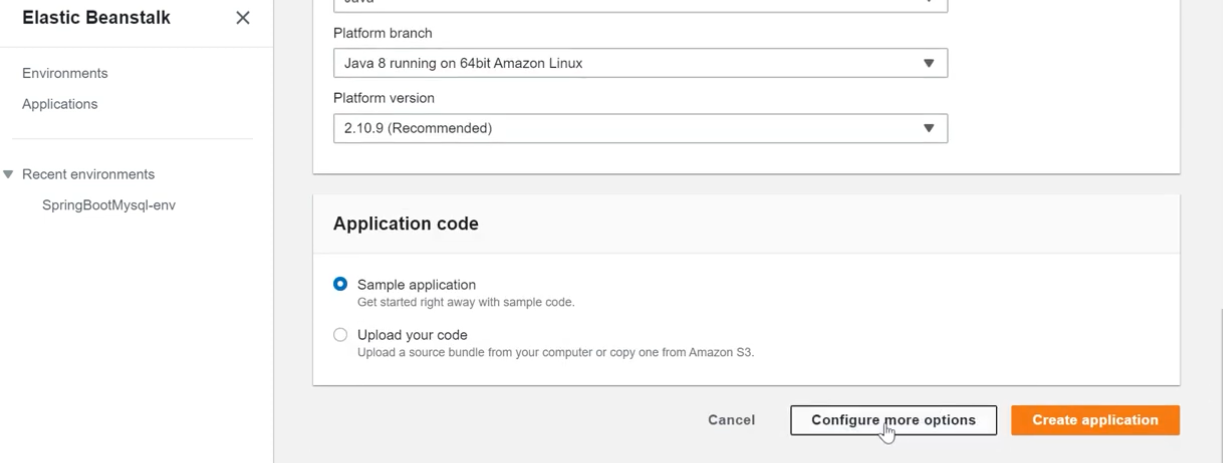 Elastic Beanstalk
Environments
Applications
Recent environments
SpringBootMysql-env
Java
Platform branch
Java 8 running on 64bit Amazon Linux
Platform version
2.10.9 (Recommended)
Application code
Sample application
Get started right away with sample code.
Upload your code
Upload a source bundle from your computer or copy one from Amazon S3.
Cancel
Configure more options
Create application